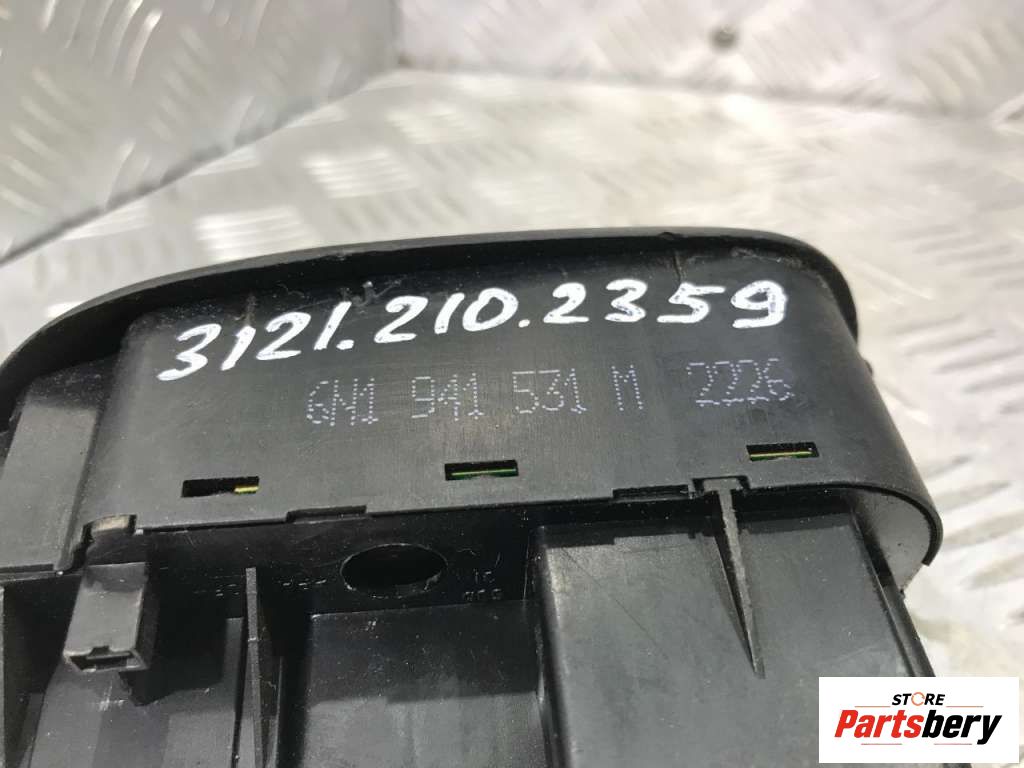 3121.210.2359
6N1 941 531 M 2226
STORE
Partsbery